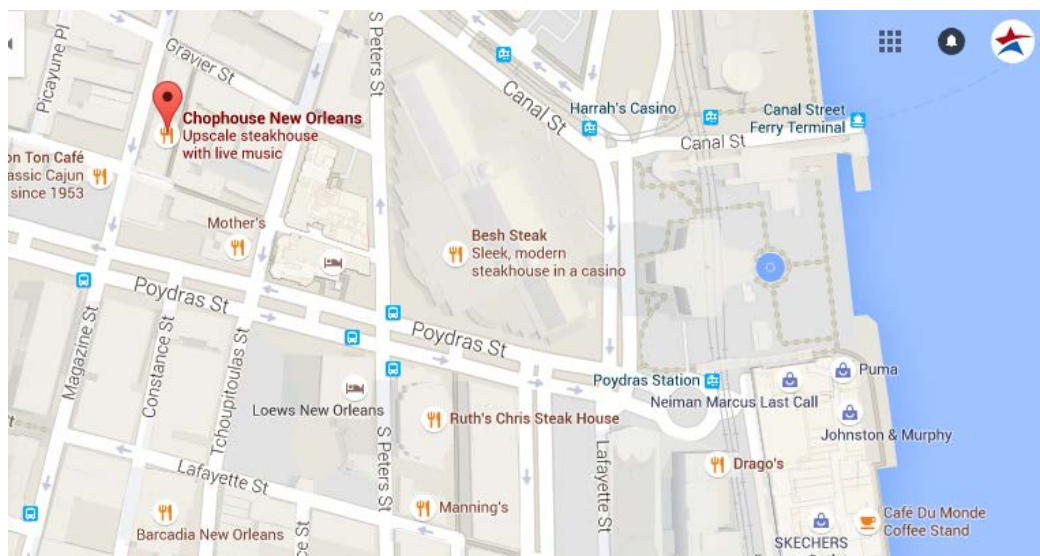 Picayune Pl
Gravier St
S Peters St
Canal St
Harrah's Casino
Canal Street
Ferry Terminal
Canal St
Chophouse New Orleans
Upscale steakhouse
with live music
on Ton Café
assic Cajun
since 1953
Mother's
Besh Steak
Sleek, modern
steakhouse in a casino
Poydras St
Poydras St
Magazine St
Constance St
Tchoupitoulas St
Loews New Orleans
Ruth's Chris Steak House
S Peters St
Poydras Station
Neiman Marcus Last Call
Puma
Johnston & Murphy
Lafayette St
Lafayette St
Drago's
Manning's
Barcadia New Orleans
ce St
Café Du Monde
Coffee Stand
SKECHERS